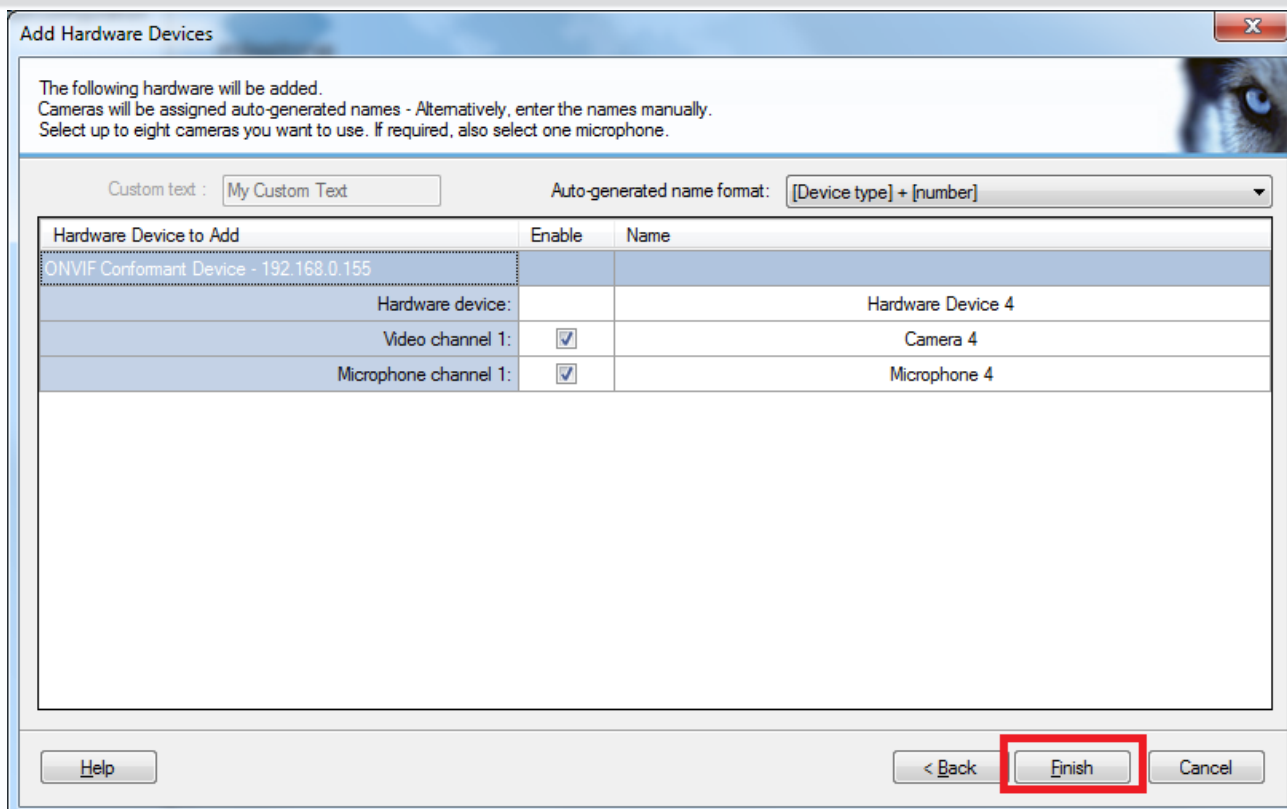 Add Hardware Devices
The following hardware will be added.
Cameras will be assigned auto-generated names - Alternatively, enter the names manually.
Select up to eight cameras you want to use. If required, also select one microphone.
Custom text : My Custom Text Auto-generated name format: [Device type] + [number]
Hardware Device to Add Enable Name
ONVIF Conformant Device - 192.168.0.155
Hardware device: Hardware Device 4
Video channel 1: Camera 4
Microphone channel 1: Microphone 4
Help < Back Finish Cancel